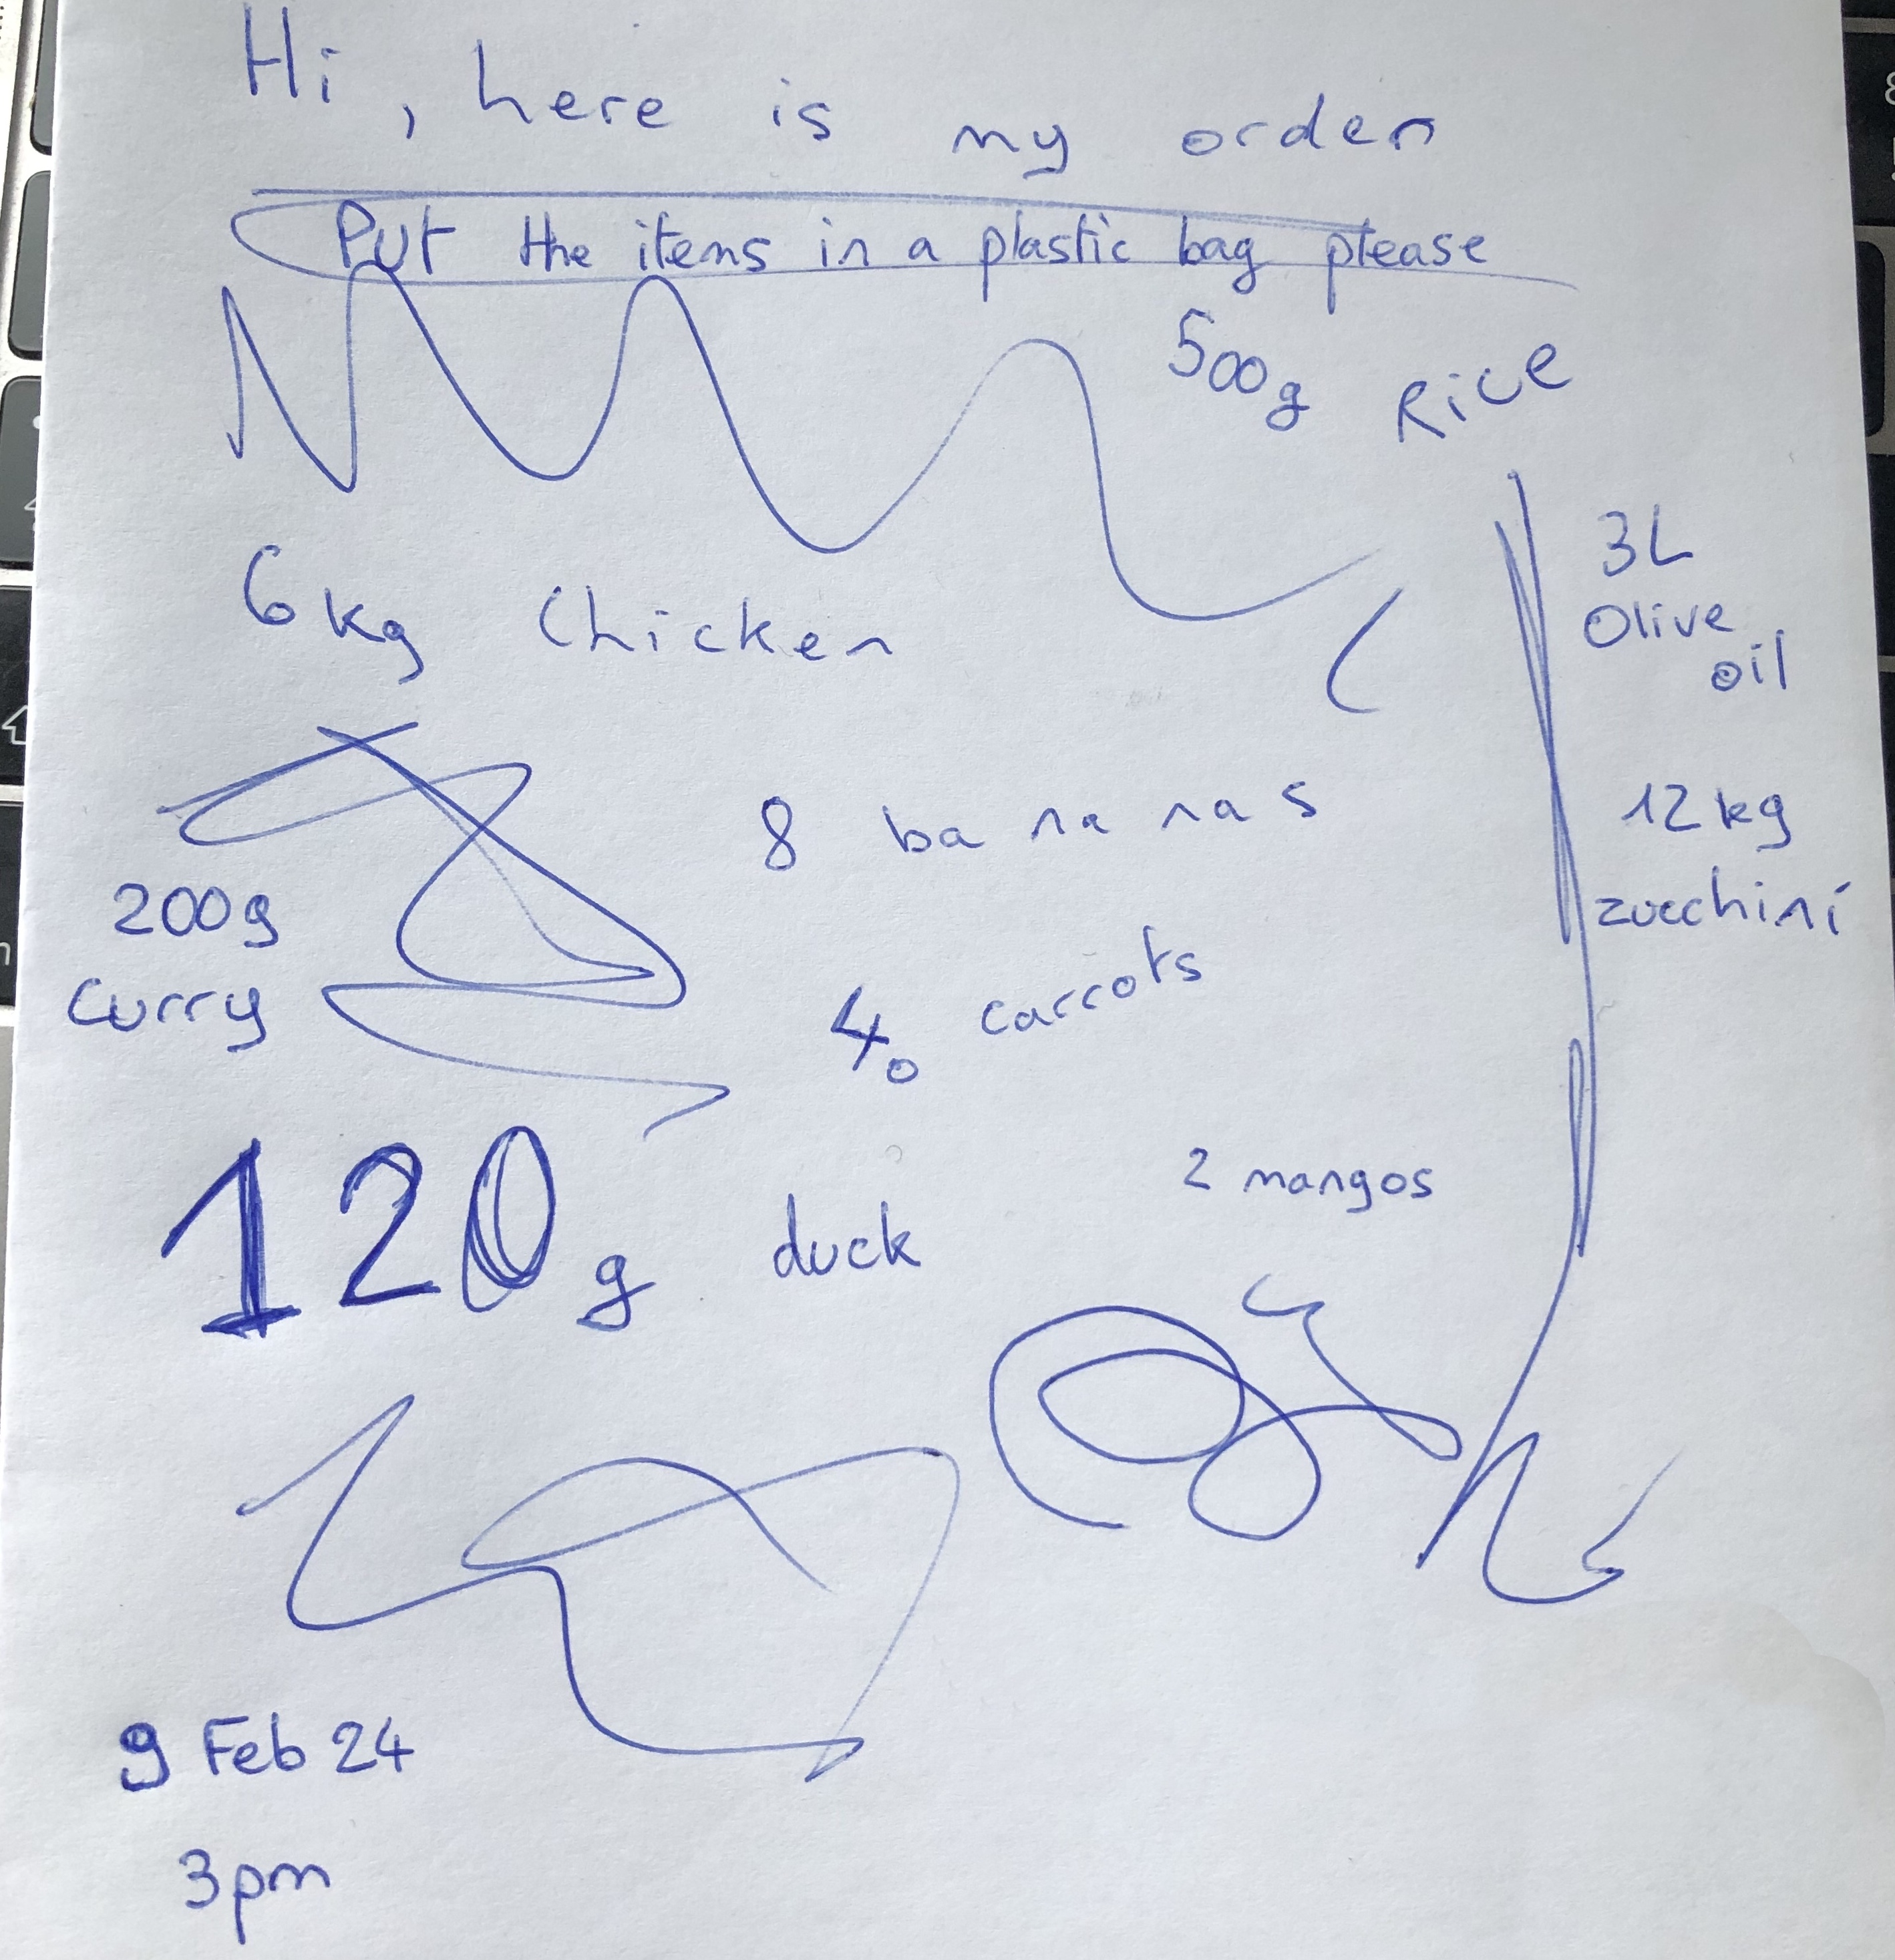 Hi, here is my order
Put the items in a plastic bag please
500g Rice
3L
Olive
oil
6kg Chicken
8 bananas
12kg
zucchini
200g
Curry
40 carrots
120g duck
2 mangos
9 Feb 24
3pm